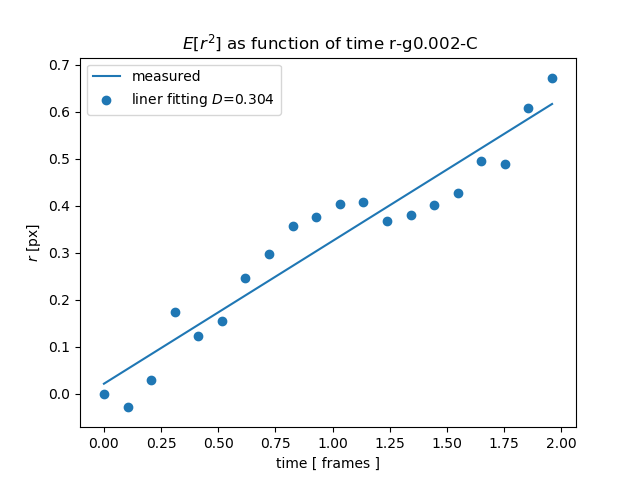 E[r²] as function of time r-g0.002-C
measured
liner fitting D=0.304
0.7
0.6
0.5
0.4
0.3
0.2
0.1
0.0
r [px]
0.00 0.25 0.50 0.75 1.00 1.25 1.50 1.75 2.00
time [ frames ]